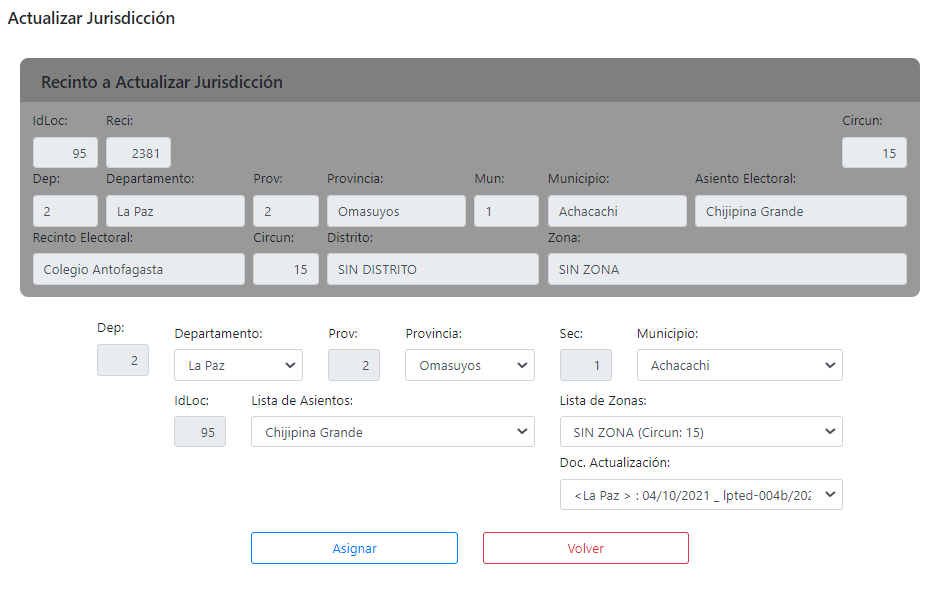 Actualizar Jurisdicción
Recinto a Actualizar Jurisdicción
IdLoc: Reci: Circun:
95 2381 15
Dep: Departamento: Prov: Provincia: Mun: Municipio: Asiento Electoral:
2 La Paz 2 Omasuyos 1 Achacachi Chijipina Grande
Recinto Electoral: Circun: Distrito: Zona:
Colegio Antofagasta 15 SIN DISTRITO SIN ZONA
Dep: Departamento: Prov: Provincia: Sec: Municipio:
2 La Paz 2 Omasuyos 1 Achacachi
IdLoc: Lista de Asientos: Lista de Zonas:
95 Chijipina Grande SIN ZONA (Circun: 15)
Doc. Actualización:
<La Paz > : 04/10/2021 _ lpted-004b/202
Asignar Volver